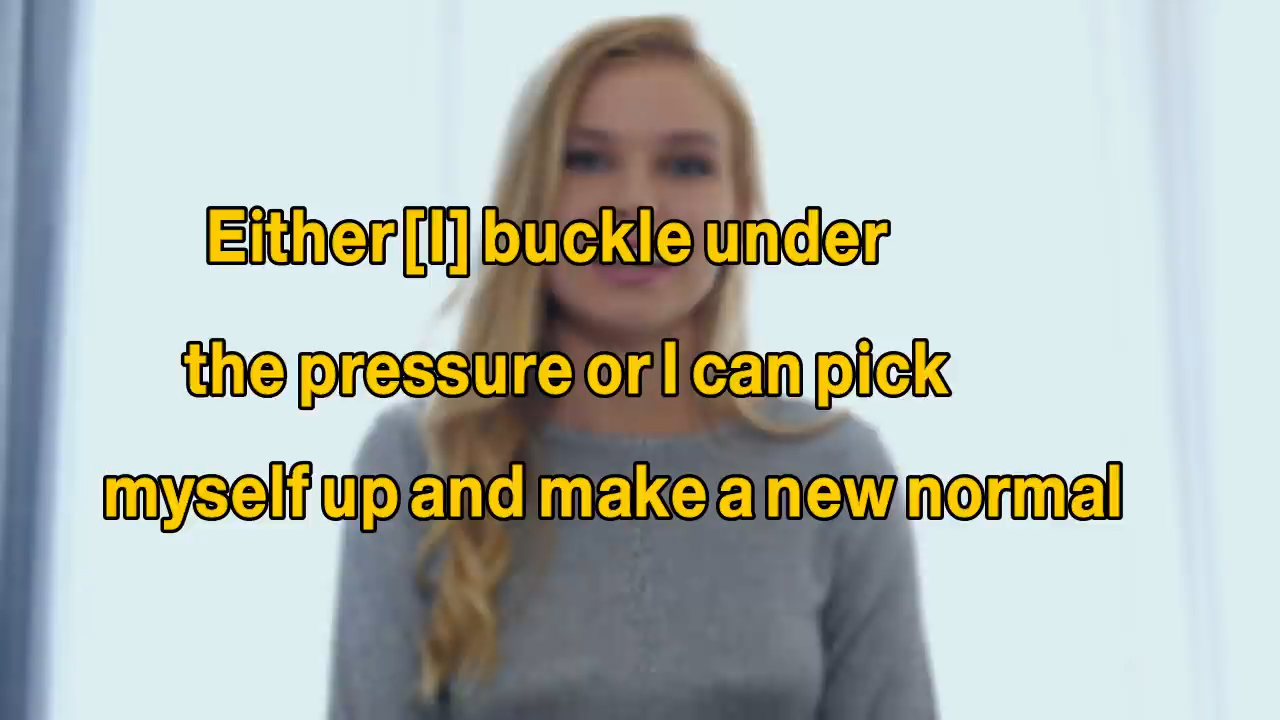 Either [I] buckle under
the pressure or I can pick
myself up and make a new normal